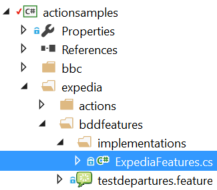 actionsamples
Properties
References
bbc
expedia
actions
bddfeatures
implementations
ExpediaFeatures.cs
testdepartures.feature